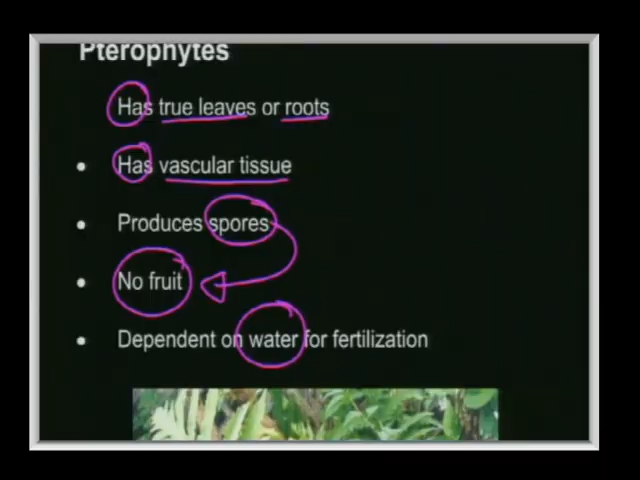 Pterophytes
Has true leaves or roots
• Has vascular tissue
• Produces spores
• No fruit
• Dependent on water for fertilization